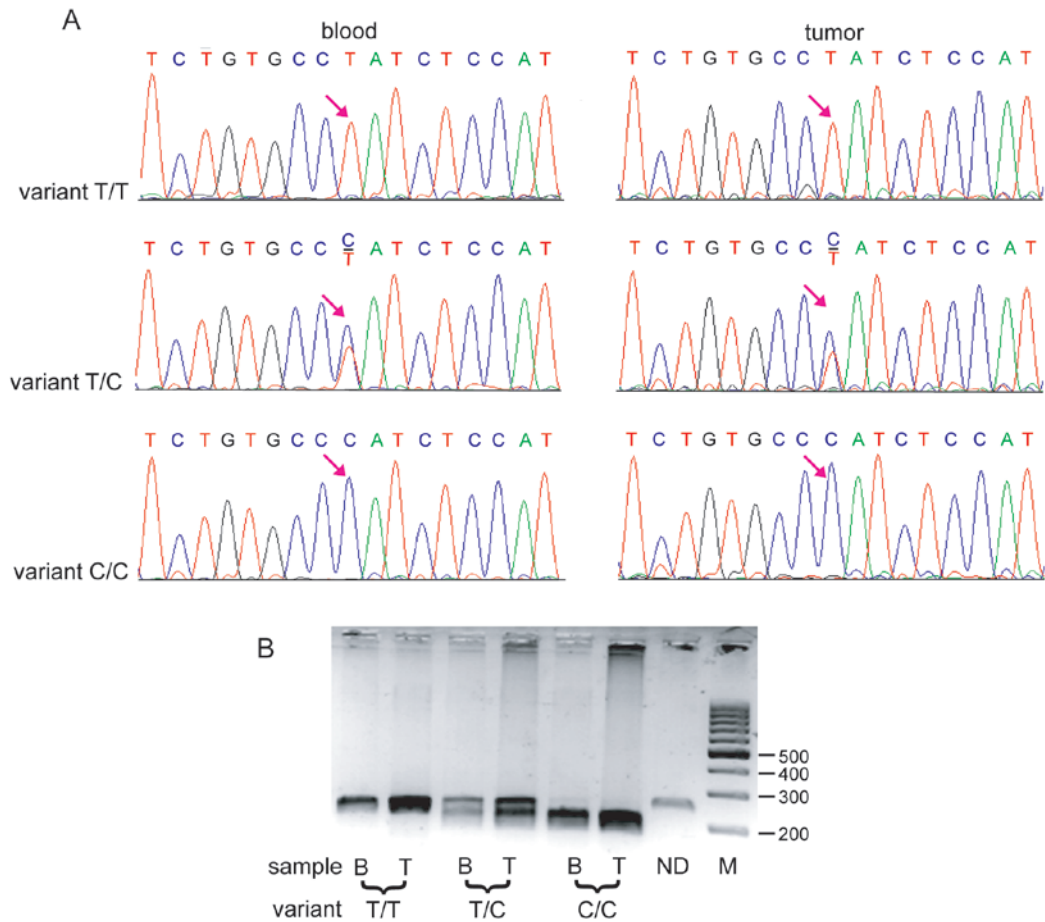 A
blood
tumor
T C T G T G C C T A T C T C C A T
T C T G T G C C T A T C T C C A T
variant T/T
T C T G T G C C C/T A T C T C C A T
T C T G T G C C C/T A T C T C C A T
variant T/C
T C T G T G C C C A T C T C C A T
T C T G T G C C C A T C T C C A T
variant C/C
B
500
400
300
200
sample B T B T B T ND M
variant T/T T/C C/C